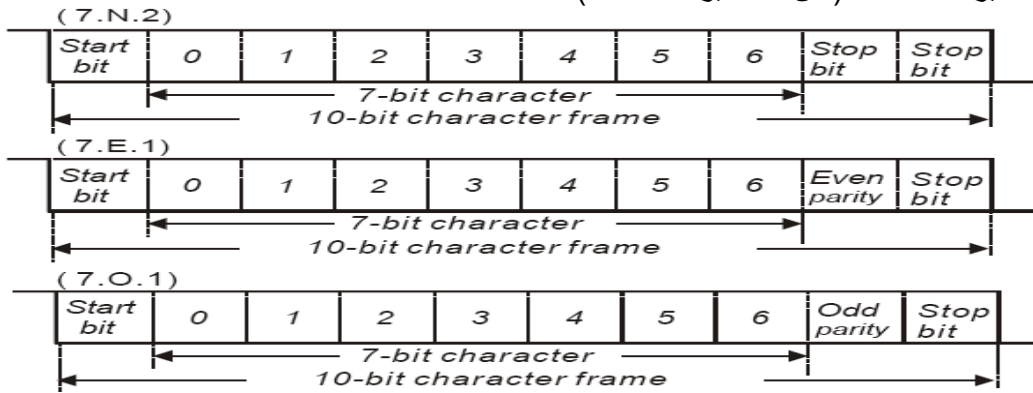 (7.N.2)
Start bit 0 1 2 3 4 5 6 Stop bit Stop bit
7-bit character
10-bit character frame
(7.E.1)
Start bit 0 1 2 3 4 5 6 Even parity Stop bit
7-bit character
10-bit character frame
(7.O.1)
Start bit 0 1 2 3 4 5 6 Odd parity Stop bit
7-bit character
10-bit character frame